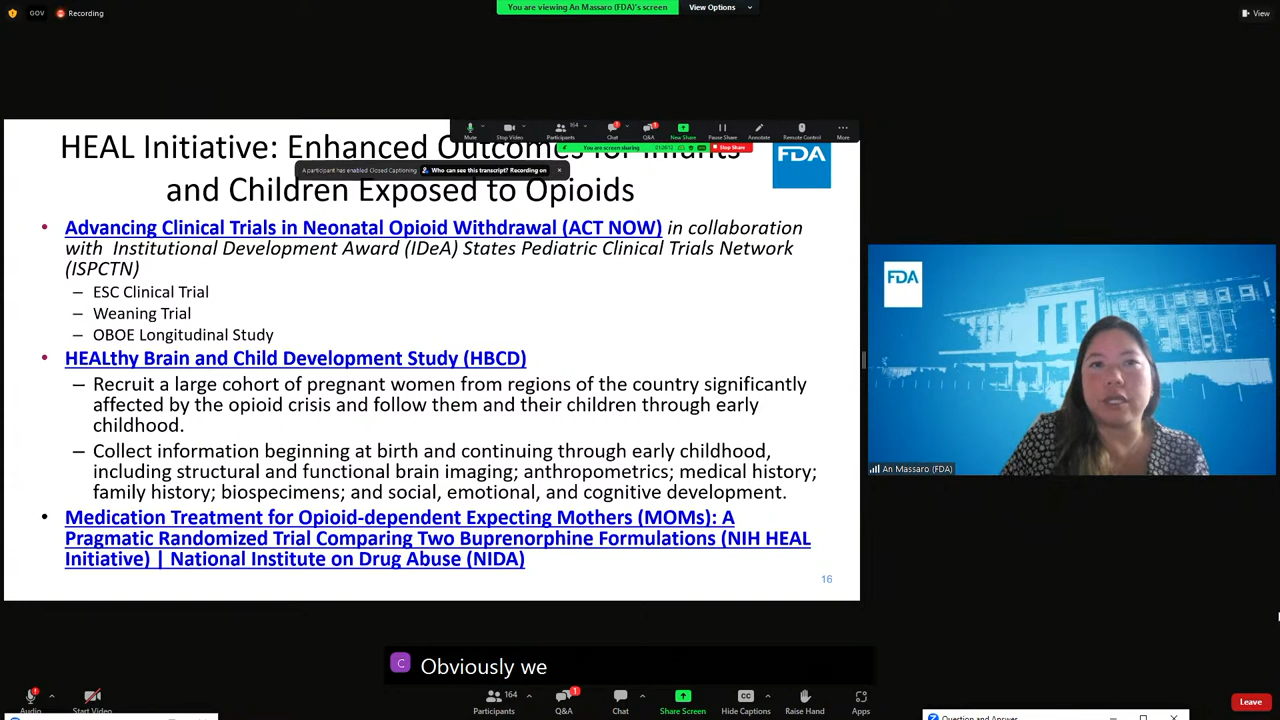 GOV
Recording
You are viewing An Massaro (FDA)'s screen
View Options
View
HEAL Initiative: Enhanced Outcomes for Infants
and Children Exposed to Opioids
Mute
Stop Video
Participants
164
Chat
Q&A
New Share
Pause Share
Annotate
Remote Control
More
You are screen sharing
Stop Share
A participant has enabled Closed Captioning
Who can see this transcript? Recording on
FDA
• Advancing Clinical Trials in Neonatal Opioid Withdrawal (ACT NOW) in collaboration
with Institutional Development Award (IDeA) States Pediatric Clinical Trials Network
(ISPCTN)
– ESC Clinical Trial
– Weaning Trial
– OBOE Longitudinal Study
• HEALthy Brain and Child Development Study (HBCD)
– Recruit a large cohort of pregnant women from regions of the country significantly
affected by the opioid crisis and follow them and their children through early
childhood.
– Collect information beginning at birth and continuing through early childhood,
including structural and functional brain imaging; anthropometrics; medical history;
family history; biospecimens; and social, emotional, and cognitive development.
• Medication Treatment for Opioid-dependent Expecting Mothers (MOMs): A
Pragmatic Randomized Trial Comparing Two Buprenorphine Formulations (NIH HEAL
Initiative) | National Institute on Drug Abuse (NIDA)
16
FDA
An Massaro (FDA)
C
Obviously we
Audio
Start Video
Participants
164
Q&A
1
Chat
Share Screen
Hide Captions
Raise Hand
Apps
Leave
Question and Answer